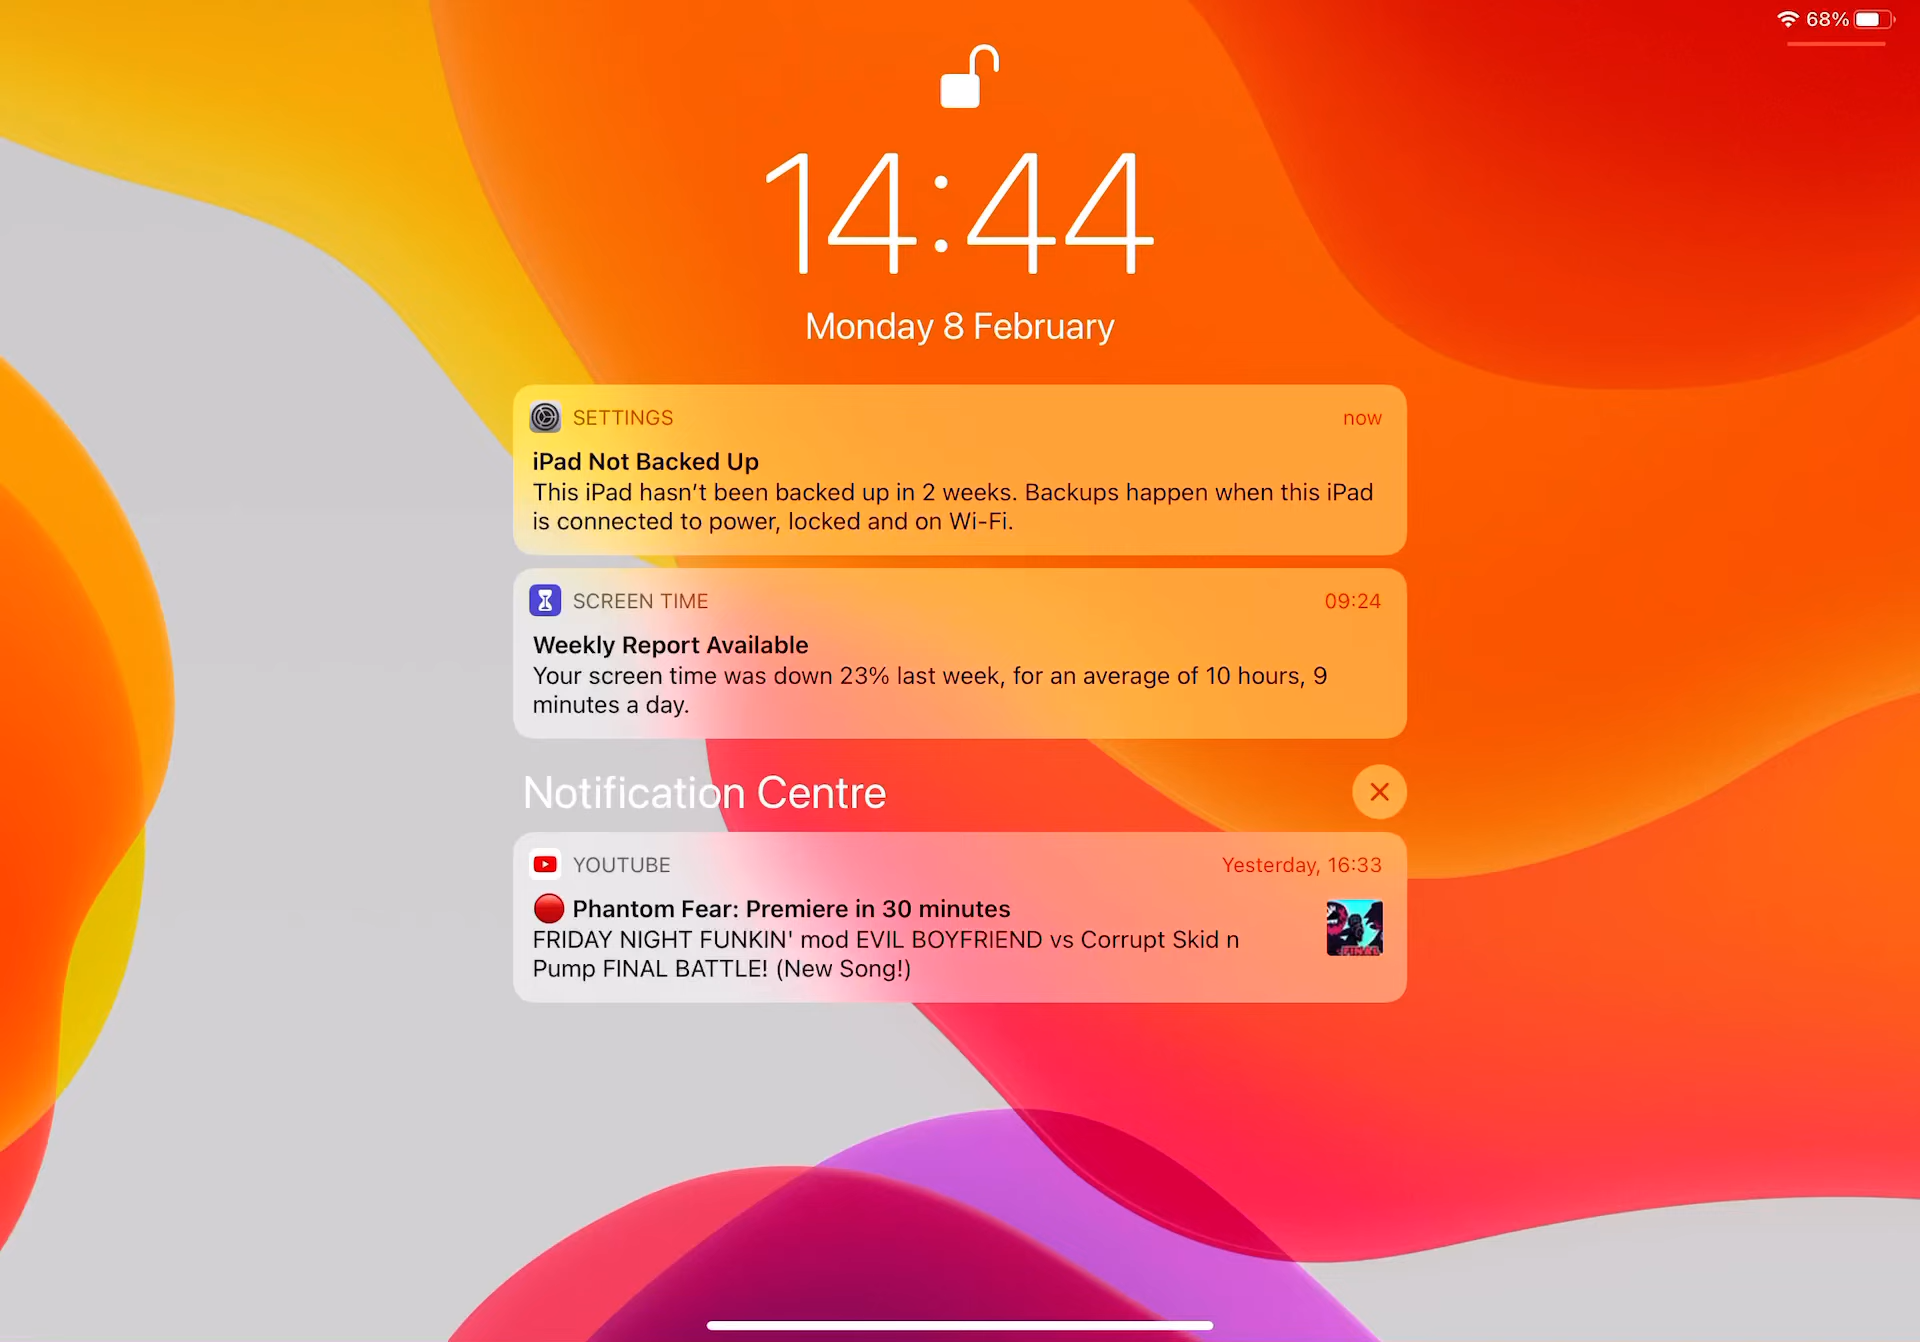 68%
14:44
Monday 8 February
SETTINGS now
iPad Not Backed Up
This iPad hasn’t been backed up in 2 weeks. Backups happen when this iPad
is connected to power, locked and on Wi-Fi.
SCREEN TIME 09:24
Weekly Report Available
Your screen time was down 23% last week, for an average of 10 hours, 9
minutes a day.
Notification Centre
YOUTUBE Yesterday, 16:33
Phantom Fear: Premiere in 30 minutes
FRIDAY NIGHT FUNKIN' mod EVIL BOYFRIEND vs Corrupt Skid n
Pump FINAL BATTLE! (New Song!)
FINAL